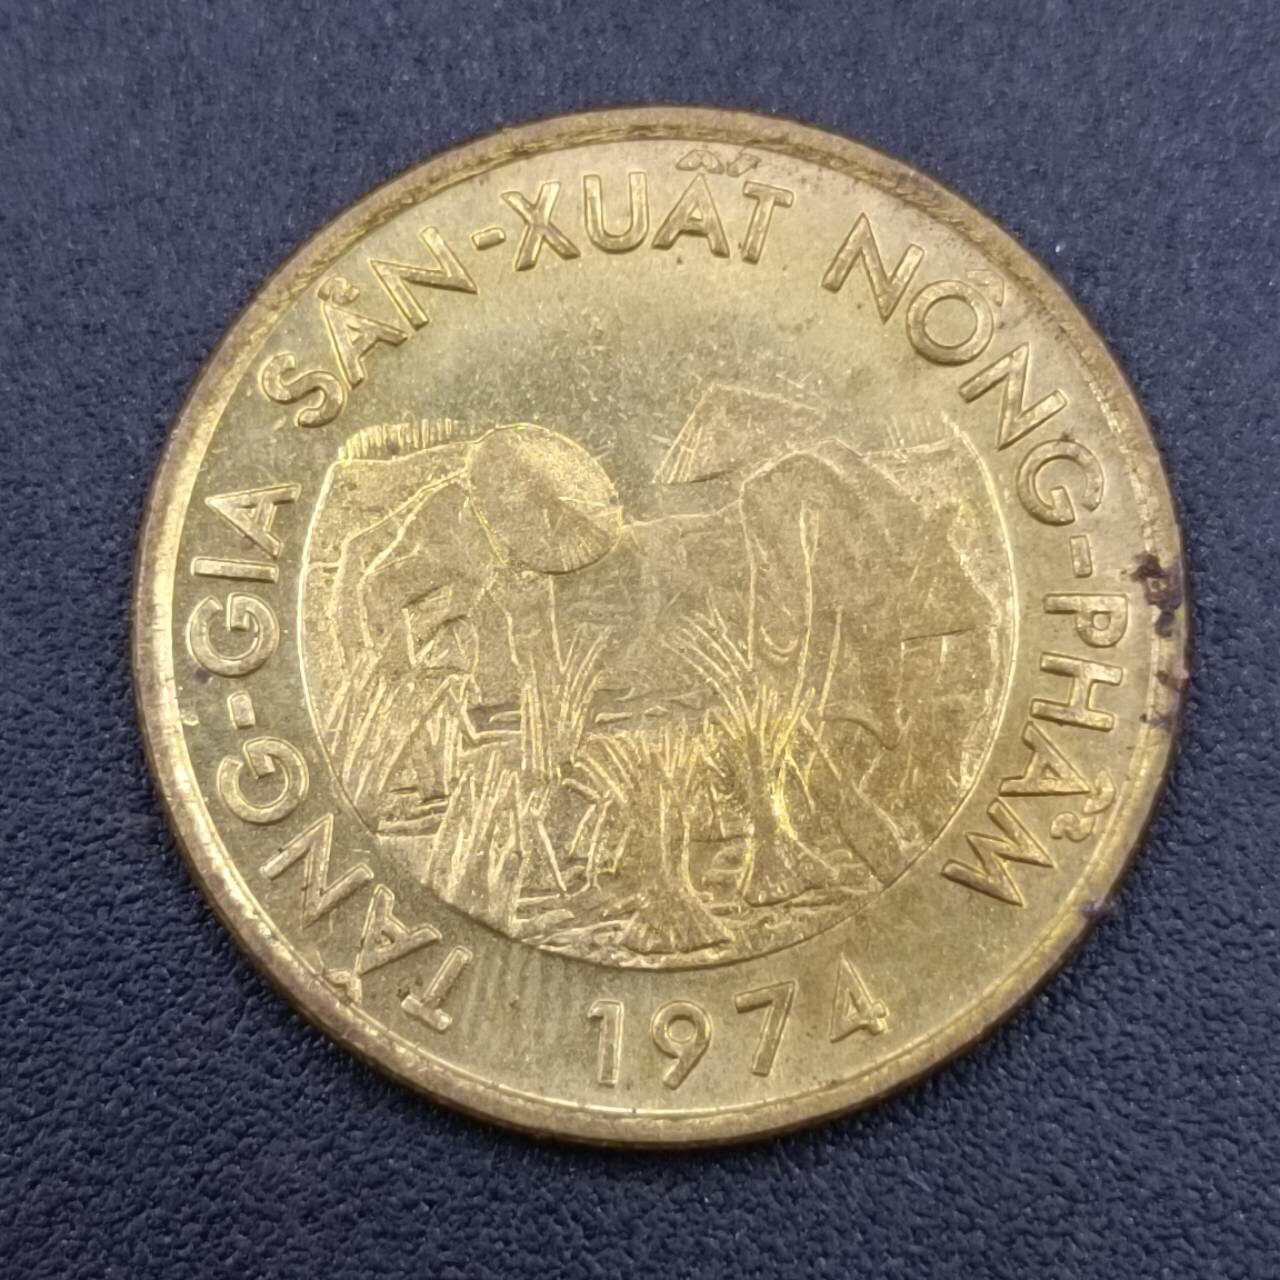 TĂNG-GIA SẢN-XUẤT NÔNG-PHẨM
1974